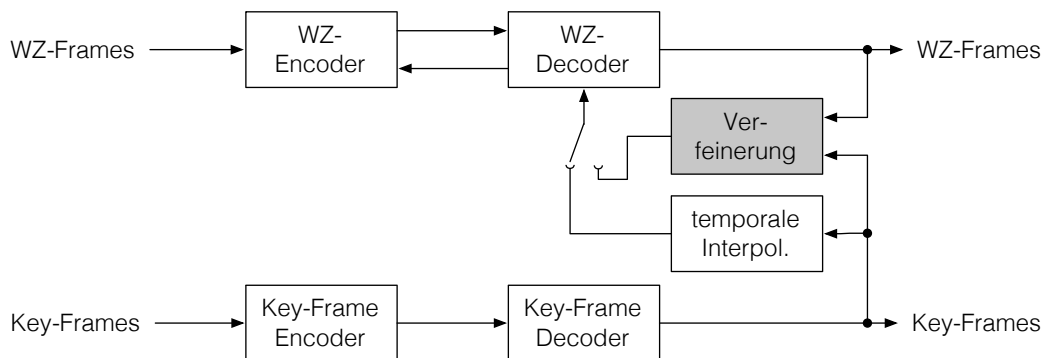 WZ-Frames
WZ-
Encoder
WZ-
Decoder
WZ-Frames
Ver-
feinerung
temporale
Interpol.
Key-Frames
Key-Frame
Encoder
Key-Frame
Decoder
Key-Frames